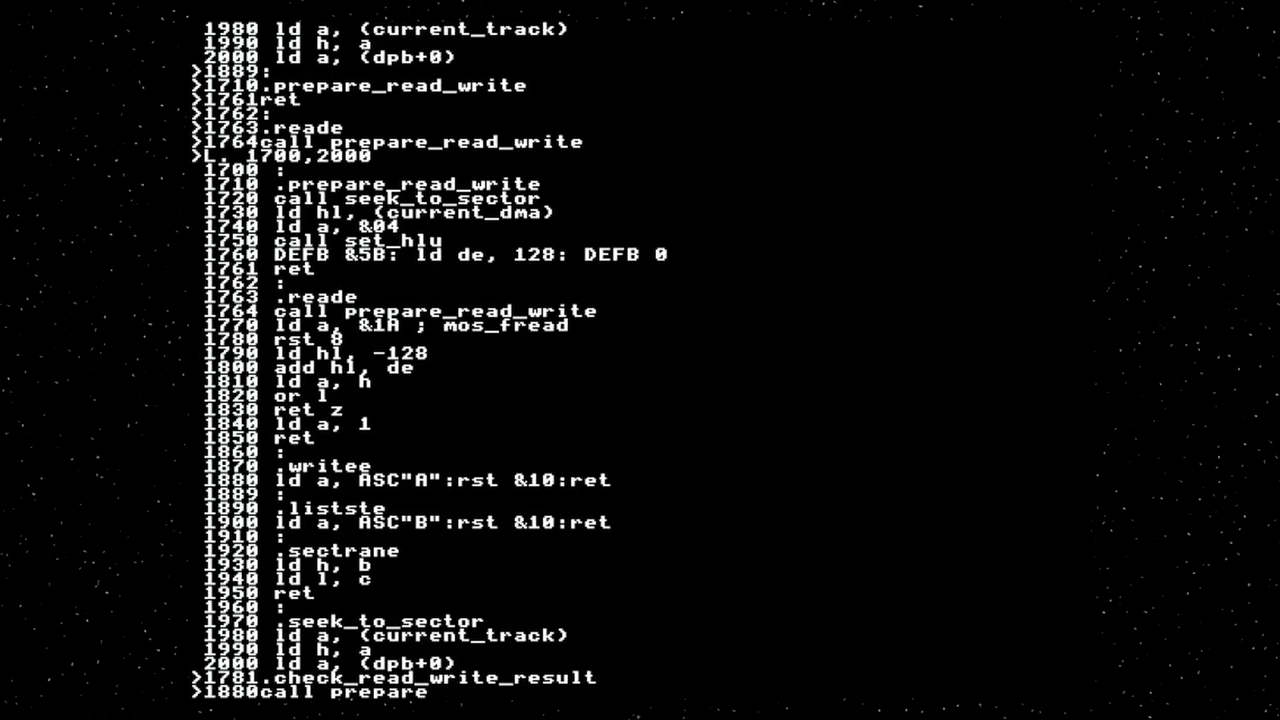 1980 ld a, (current_track)
1990 ld h, a
2000 ld a, (dpb+0)
>1889:
>1710.prepare_read_write
>1761ret
>1762:
>1763.reade
>1764call prepare_read_write
>L. 1700,2000
1700 :
1710 .prepare_read_write
1720 call seek_to_sector
1730 ld hl, (current_dma)
1740 ld a, &04
1750 call set_hlu
1760 DEFB &5B: ld de, 128: DEFB 0
1761 ret
1762 :
1763 .reade
1764 call prepare_read_write
1770 ld a, &1A ; mos_fread
1780 rst 8
1790 ld hl, -128
1800 add hl, de
1810 ld a, h
1820 or l
1830 ret z
1840 ld a, 1
1850 ret
1860 :
1870 .writee
1880 ld a, ASC"A":rst &10:ret
1889 :
1890 .listste
1900 ld a, ASC"B":rst &10:ret
1910 :
1920 .sectrane
1930 ld h, b
1940 ld l, c
1950 ret
1960 :
1970 .seek_to_sector
1980 ld a, (current_track)
1990 ld h, a
2000 ld a, (dpb+0)
>1781.check_read_write_result
>1880call prepare